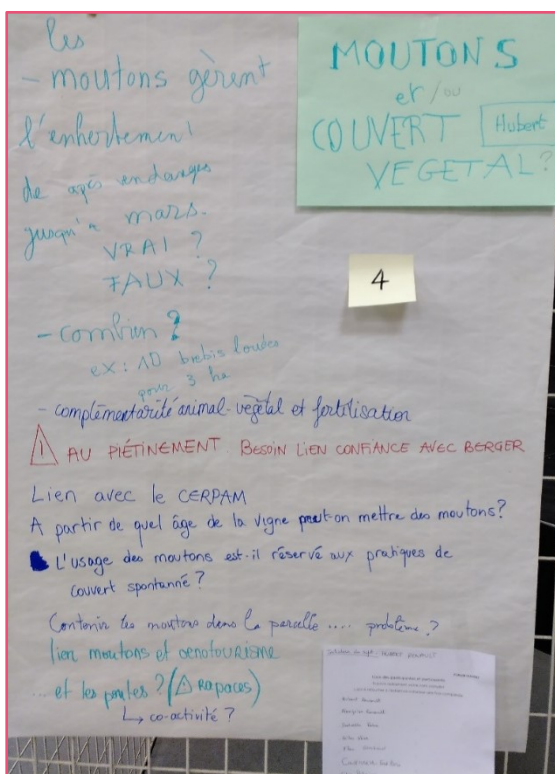 les
- moutons gèrent
l'enherbement
de après vendanges
jusqu'à mars.
VRAI ?
FAUX ?
- combien ?
ex : 10 brebis lourdes
pour 3 ha
- complémentarité animal-végétal et fertilisation
! AU PIÉTINEMENT BESOIN LIEN CONFIANCE AVEC BERGER
Lien avec le CERPAM
A partir de quel âge de la vigne peut-on mettre des moutons?
L'usage des moutons est-il réservé aux pratiques de
couvert spontanné ?
Contenir les moutons dans la parcelle .... problème ?
lien moutons et oenotourisme
... et les poules ? (! RAPACES)
↳ co-activité ?
MOUTONS
et/ou
COUVERT
VEGETAL ?
Hubert
4